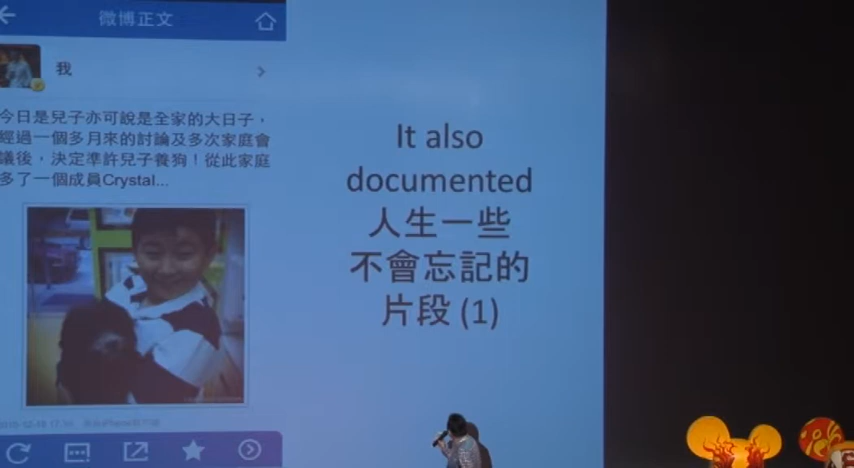 微博正文
我
今日是兒子亦可說是全家的大日子，
經過一個多月來的討論及多次家庭會
議後，決定準許兒子養狗！從此家庭
多了一個成員Crystal...
It also
documented
人生一些
不會忘記的
片段 (1)